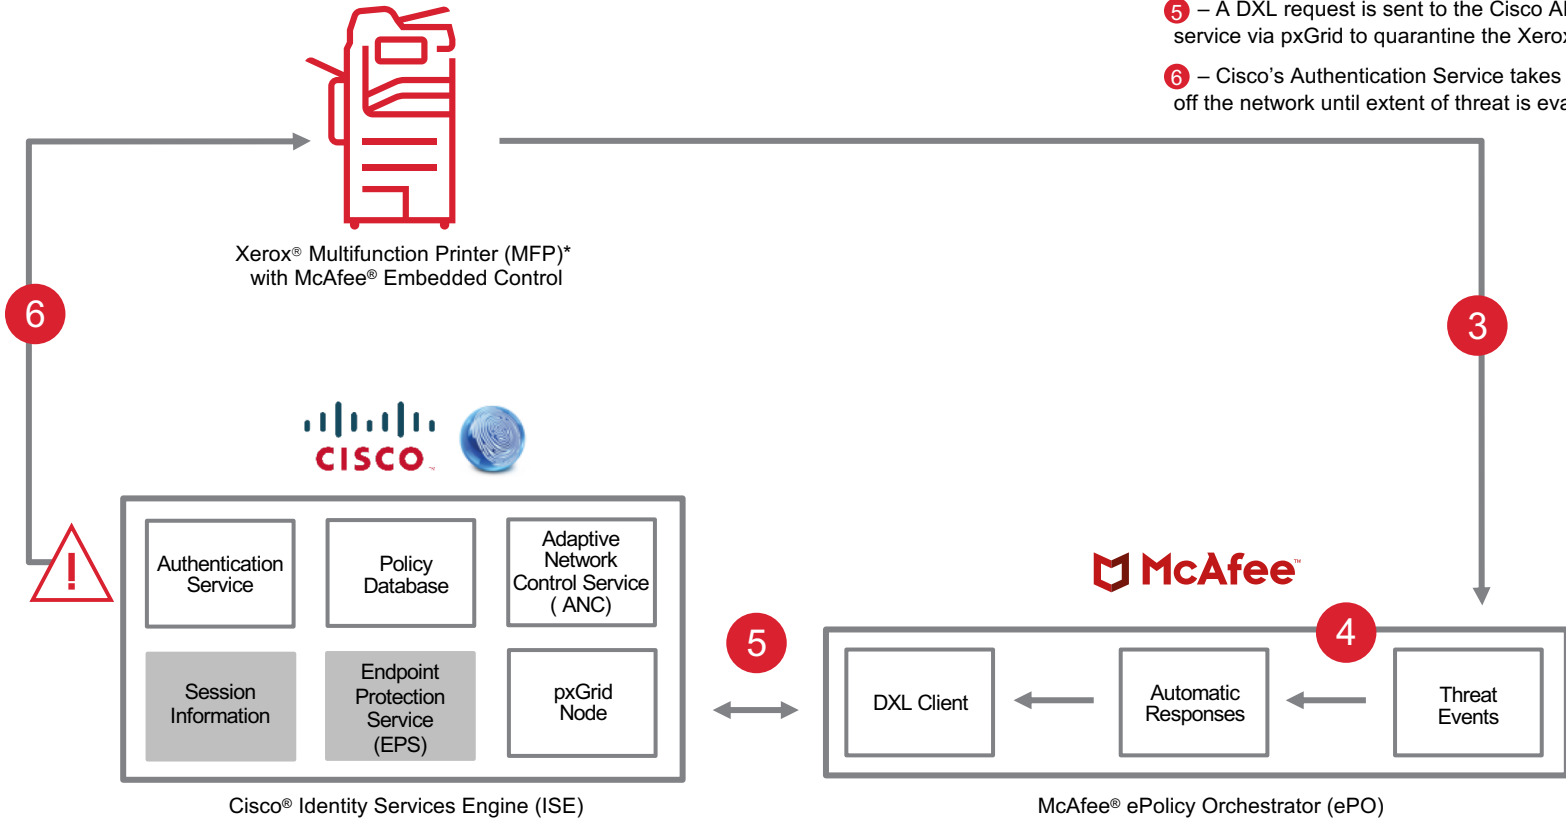 5 – A DXL request is sent to the Cisco
service via pxGrid to quarantine the
6 – Cisco's Authentication Service takes
off the network until extent of threat is
Xerox® Multifunction Printer (MFP)*
with McAfee® Embedded Control
6
3
CISCO
Authentication
Service
Policy
Database
Adaptive
Network
Control Service
( ANC)
Session
Information
Endpoint
Protection
Service
(EPS)
pxGrid
Node
Cisco® Identity Services Engine (ISE)
5
McAfee™
4
DXL Client
Automatic
Responses
Threat
Events
McAfee® ePolicy Orchestrator (ePO)